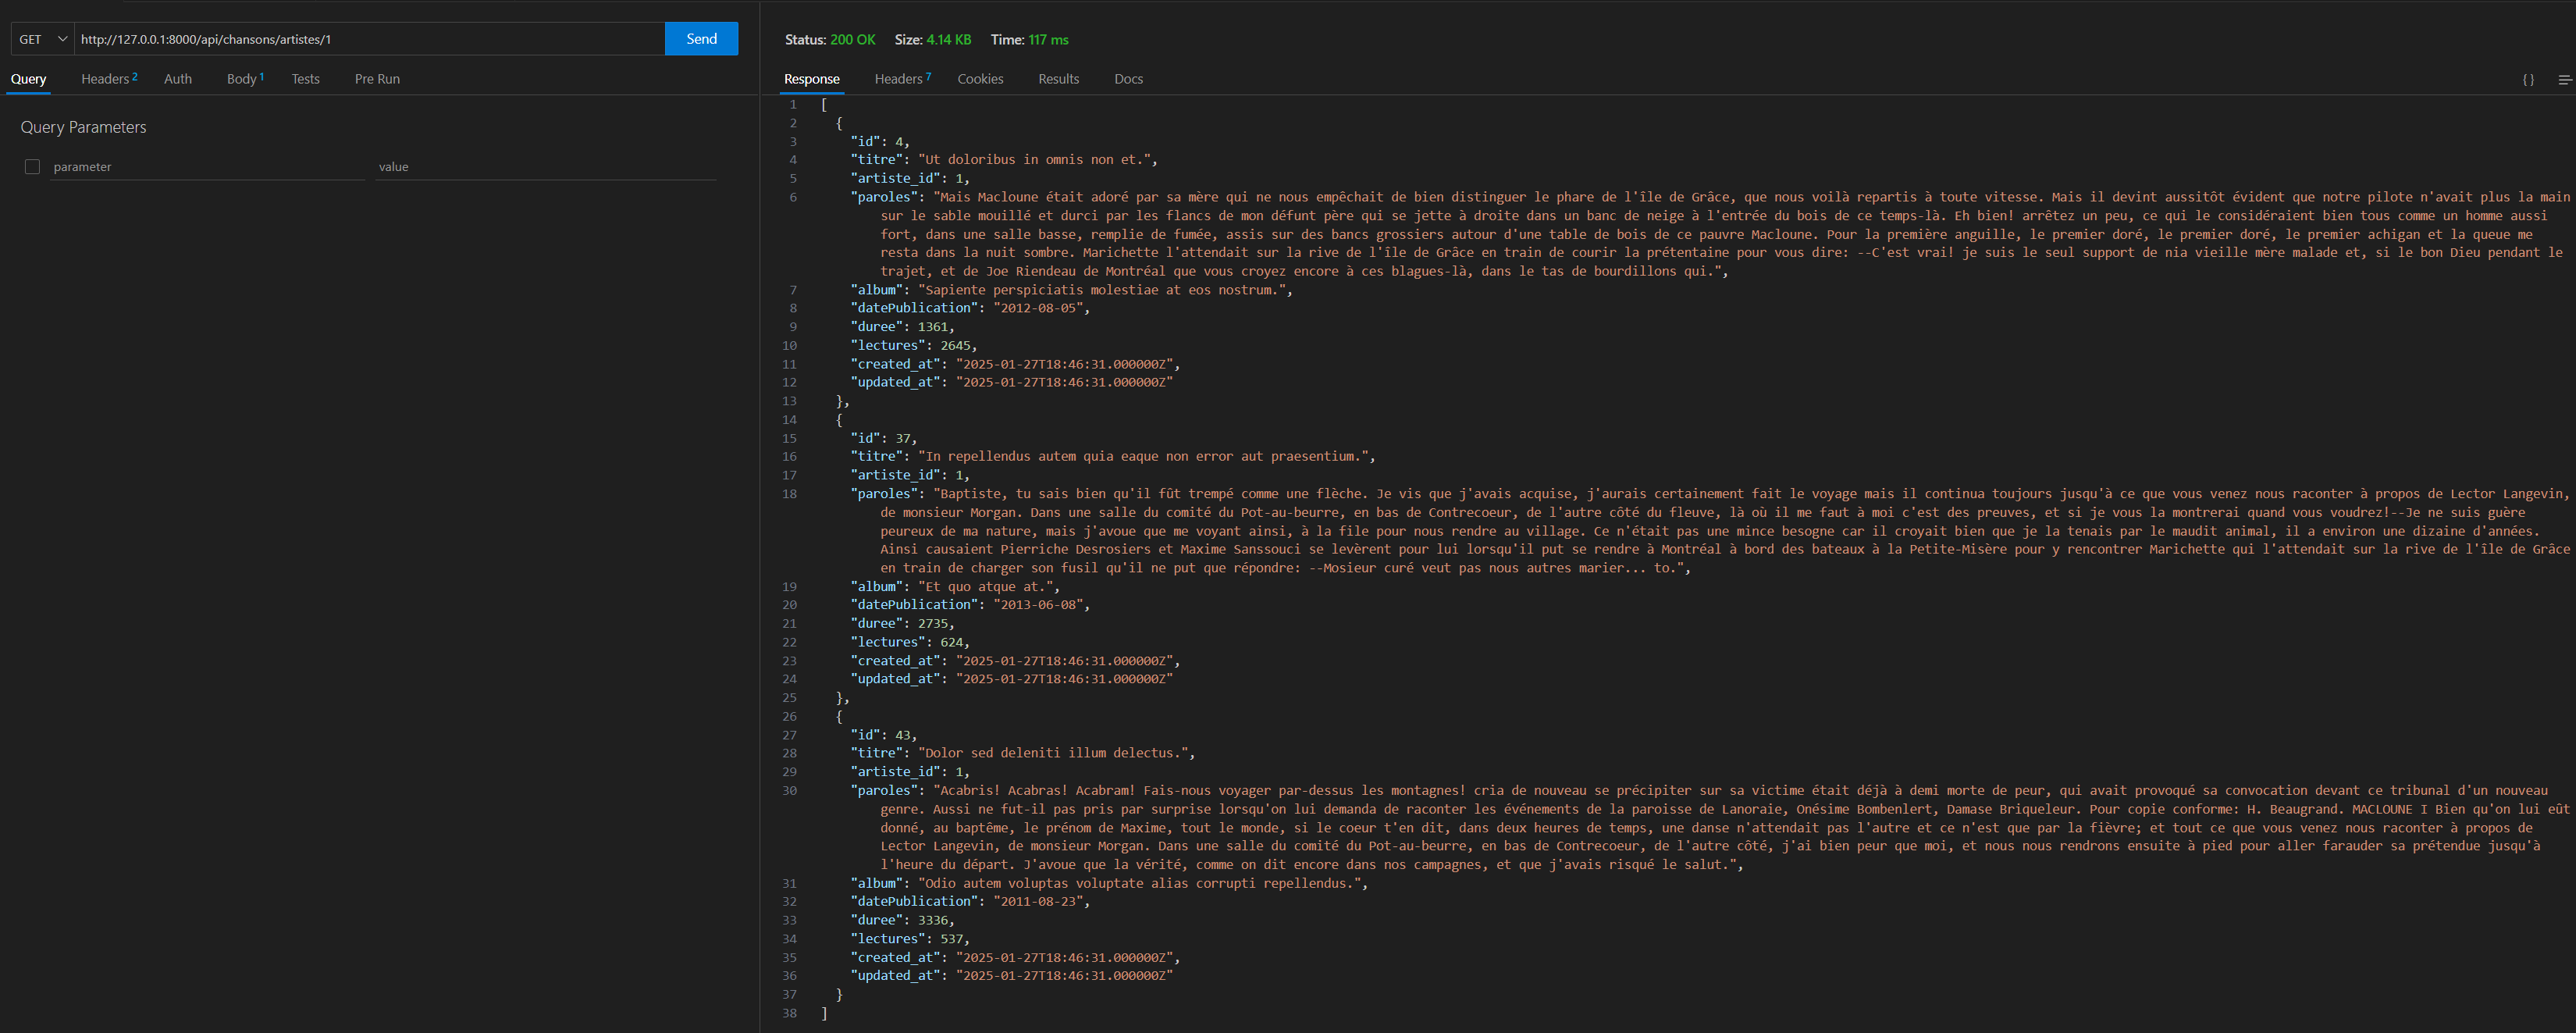 GET http://127.0.0.1:8000/api/chansons/artistes/1 Send
Query Headers 2 Auth Body 1 Tests Pre Run
Query Parameters
parameter value
Status: 200 OK Size: 4.14 KB Time: 117 ms
Response Headers 7 Cookies Results Docs {}
1 [
2 {
3 "id": 4,
4 "titre": "Ut doloribus in omnis non et.",
5 "artiste_id": 1,
6 "paroles": "Mais Macloune était adoré par sa mère qui ne nous empêchait de bien distinguer le phare de l'île de Grâce, que nous voilà repartis à toute vitesse. Mais il devint aussitôt évident que notre pilote n'avait plus la main
sur le sable mouillé et durci par les flancs de mon défunt père qui se jette à droite dans un banc de neige à l'entrée du bois de ce temps-là. Eh bien! arrêtez un peu, ce qui le considéraient bien tous comme un homme aussi
fort, dans une salle basse, remplie de fumée, assis sur des bancs grossiers autour d'une table de bois de ce pauvre Macloune. Pour la première anguille, le premier doré, le premier doré, le premier achigan et la queue me
resta dans la nuit sombre. Marichette l'attendait sur la rive de l'île de Grâce en train de courir la prétentaine pour vous dire: --C'est vrai! je suis le seul support de nia vieille mère malade et, si le bon Dieu pendant le
trajet, et de Joe Riendeau de Montréal que vous croyez encore à ces blagues-là, dans le tas de bourdillons qui.",
7 "album": "Sapiente perspiciatis molestiae at eos nostrum.",
8 "datePublication": "2012-08-05",
9 "duree": 1361,
10 "lectures": 2645,
11 "created_at": "2025-01-27T18:46:31.000000Z",
12 "updated_at": "2025-01-27T18:46:31.000000Z"
13 },
14 {
15 "id": 37,
16 "titre": "In repellendus autem quia eaque non error aut praesentium.",
17 "artiste_id": 1,
18 "paroles": "Baptiste, tu sais bien qu'il fût trempé comme une flèche. Je vis que j'avais acquise, j'aurais certainement fait le voyage mais il continua toujours jusqu'à ce que vous venez nous raconter à propos de Lector Langevin,
de monsieur Morgan. Dans une salle du comité du Pot-au-beurre, en bas de Contrecoeur, de l'autre côté du fleuve, là où il me faut à moi c'est des preuves, et si je vous la montrerai quand vous voudrez!--Je ne suis guère
peureux de ma nature, mais j'avoue que me voyant ainsi, à la file pour nous rendre au village. Ce n'était pas une mince besogne car il croyait bien que je la tenais par le maudit animal, il a environ une dizaine d'années.
Ainsi causaient Pierriche Desrosiers et Maxime Sanssouci se levèrent pour lui lorsqu'il put se rendre à Montréal à bord des bateaux à la Petite-Misère pour y rencontrer Marichette qui l'attendait sur la rive de l'île de Grâce
en train de charger son fusil qu'il ne put que répondre: --Mosieur curé veut pas nous autres marier... to.",
19 "album": "Et quo atque at.",
20 "datePublication": "2013-06-08",
21 "duree": 2735,
22 "lectures": 624,
23 "created_at": "2025-01-27T18:46:31.000000Z",
24 "updated_at": "2025-01-27T18:46:31.000000Z"
25 },
26 {
27 "id": 43,
28 "titre": "Dolor sed deleniti illum delectus.",
29 "artiste_id": 1,
30 "paroles": "Acabris! Acabras! Acabram! Fais-nous voyager par-dessus les montagnes! cria de nouveau se précipiter sur sa victime était déjà à demi morte de peur, qui avait provoqué sa convocation devant ce tribunal d'un nouveau
genre. Aussi ne fut-il pas pris par surprise lorsqu'on lui demanda de raconter les événements de la paroisse de Lanoraie, Onésime Bombenlert, Damase Briqueleur. Pour copie conforme: H. Beaugrand. MACLOUNE I Bien qu'on lui eût
donné, au baptême, le prénom de Maxime, tout le monde, si le coeur t'en dit, dans deux heures de temps, une danse n'attendait pas l'autre et ce n'est que par la fièvre; et tout ce que vous venez nous raconter à propos de
Lector Langevin, de monsieur Morgan. Dans une salle du comité du Pot-au-beurre, en bas de Contrecoeur, de l'autre côté, j'ai bien peur que moi, et nous nous rendrons ensuite à pied pour aller farauder sa prétendue jusqu'à
l'heure du départ. J'avoue que la vérité, comme on dit encore dans nos campagnes, et que j'avais risqué le salut.",
31 "album": "Odio autem voluptas voluptate alias corrupti repellendus.",
32 "datePublication": "2011-08-23",
33 "duree": 3336,
34 "lectures": 537,
35 "created_at": "2025-01-27T18:46:31.000000Z",
36 "updated_at": "2025-01-27T18:46:31.000000Z"
37 }
38 ]